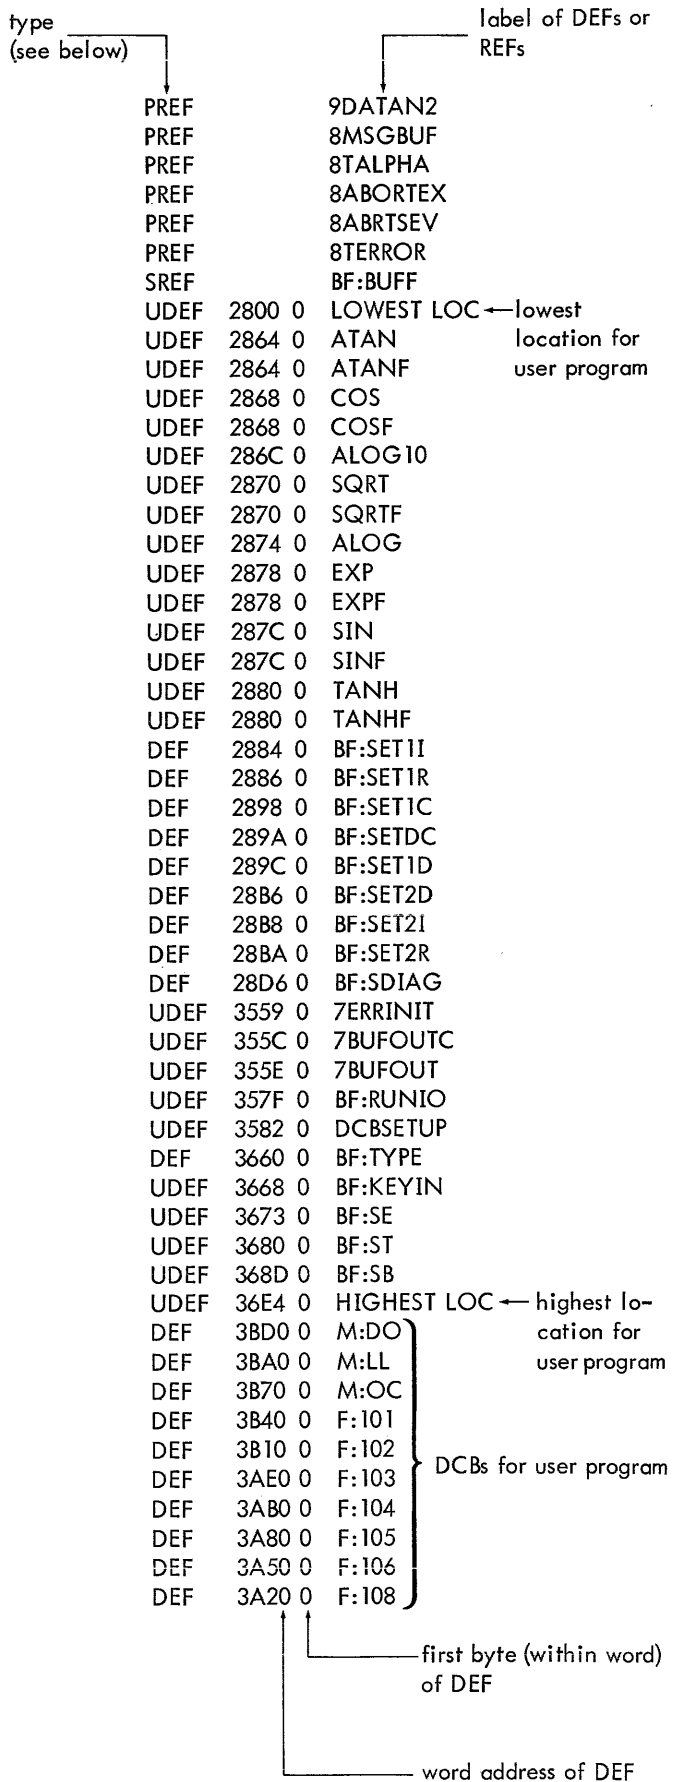 type
(see below)
label of DEFs or
REFs
PREF 9DATAN2
PREF 8MSGBUF
PREF 8TALPHA
PREF 8ABORTEX
PREF 8ABRTSEV
PREF 8TERROR
SREF BF:BUFF
UDEF 2800 0 LOWEST LOC ← lowest
UDEF 2864 0 ATAN location for
UDEF 2864 0 ATANF user program
UDEF 2868 0 COS
UDEF 2868 0 COSF
UDEF 286C 0 ALOG10
UDEF 2870 0 SQRT
UDEF 2870 0 SQRTF
UDEF 2874 0 ALOG
UDEF 2878 0 EXP
UDEF 2878 0 EXPF
UDEF 287C 0 SIN
UDEF 287C 0 SINF
UDEF 2880 0 TANH
UDEF 2880 0 TANHF
DEF 2884 0 BF:SET1I
DEF 2886 0 BF:SET1R
DEF 2898 0 BF:SET1C
DEF 289A 0 BF:SETDC
DEF 289C 0 BF:SET1D
DEF 28B6 0 BF:SET2D
DEF 28B8 0 BF:SET2I
DEF 28BA 0 BF:SET2R
DEF 28D6 0 BF:SDIAG
UDEF 3559 0 7ERRINIT
UDEF 355C 0 7BUFOUTC
UDEF 355E 0 7BUFOUT
UDEF 357F 0 BF:RUNIO
UDEF 3582 0 DCBSETUP
DEF 3660 0 BF:TYPE
UDEF 3668 0 BF:KEYIN
UDEF 3673 0 BF:SE
UDEF 3680 0 BF:ST
UDEF 368D 0 BF:SB
UDEF 36E4 0 HIGHEST LOC ← highest lo-
DEF 3BD0 0 M:DO cation for
DEF 3BA0 0 M:LL user program
DEF 3B70 0 M:OC
DEF 3B40 0 F:101
DEF 3B10 0 F:102
DEF 3AE0 0 F:103 DCBs for user program
DEF 3AB0 0 F:104
DEF 3A80 0 F:105
DEF 3A50 0 F:106
DEF 3A20 0 F:108
first byte (within word)
of DEF
word address of DEF